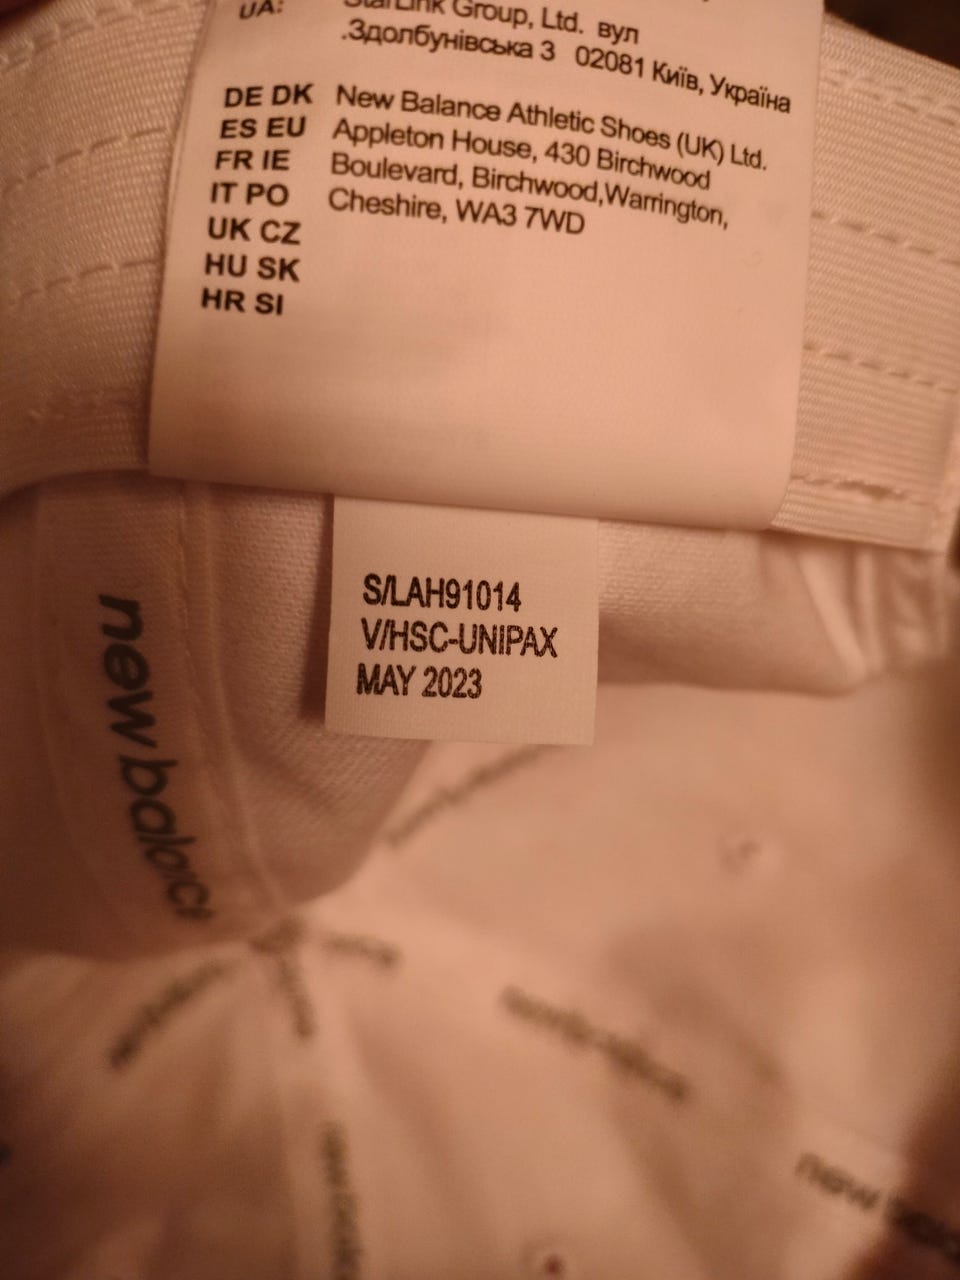 UA: StarLink Group, Ltd. вул
.Здолбунівська 3 02081 Київ, Україна
DE DK New Balance Athletic Shoes (UK) Ltd.
ES EU Appleton House, 430 Birchwood
FR IE Boulevard, Birchwood,Warrington,
IT PO Cheshire, WA3 7WD
UK CZ
HU SK
HR SI
S/LAH91014
V/HSC-UNIPAX
MAY 2023
new balance
new